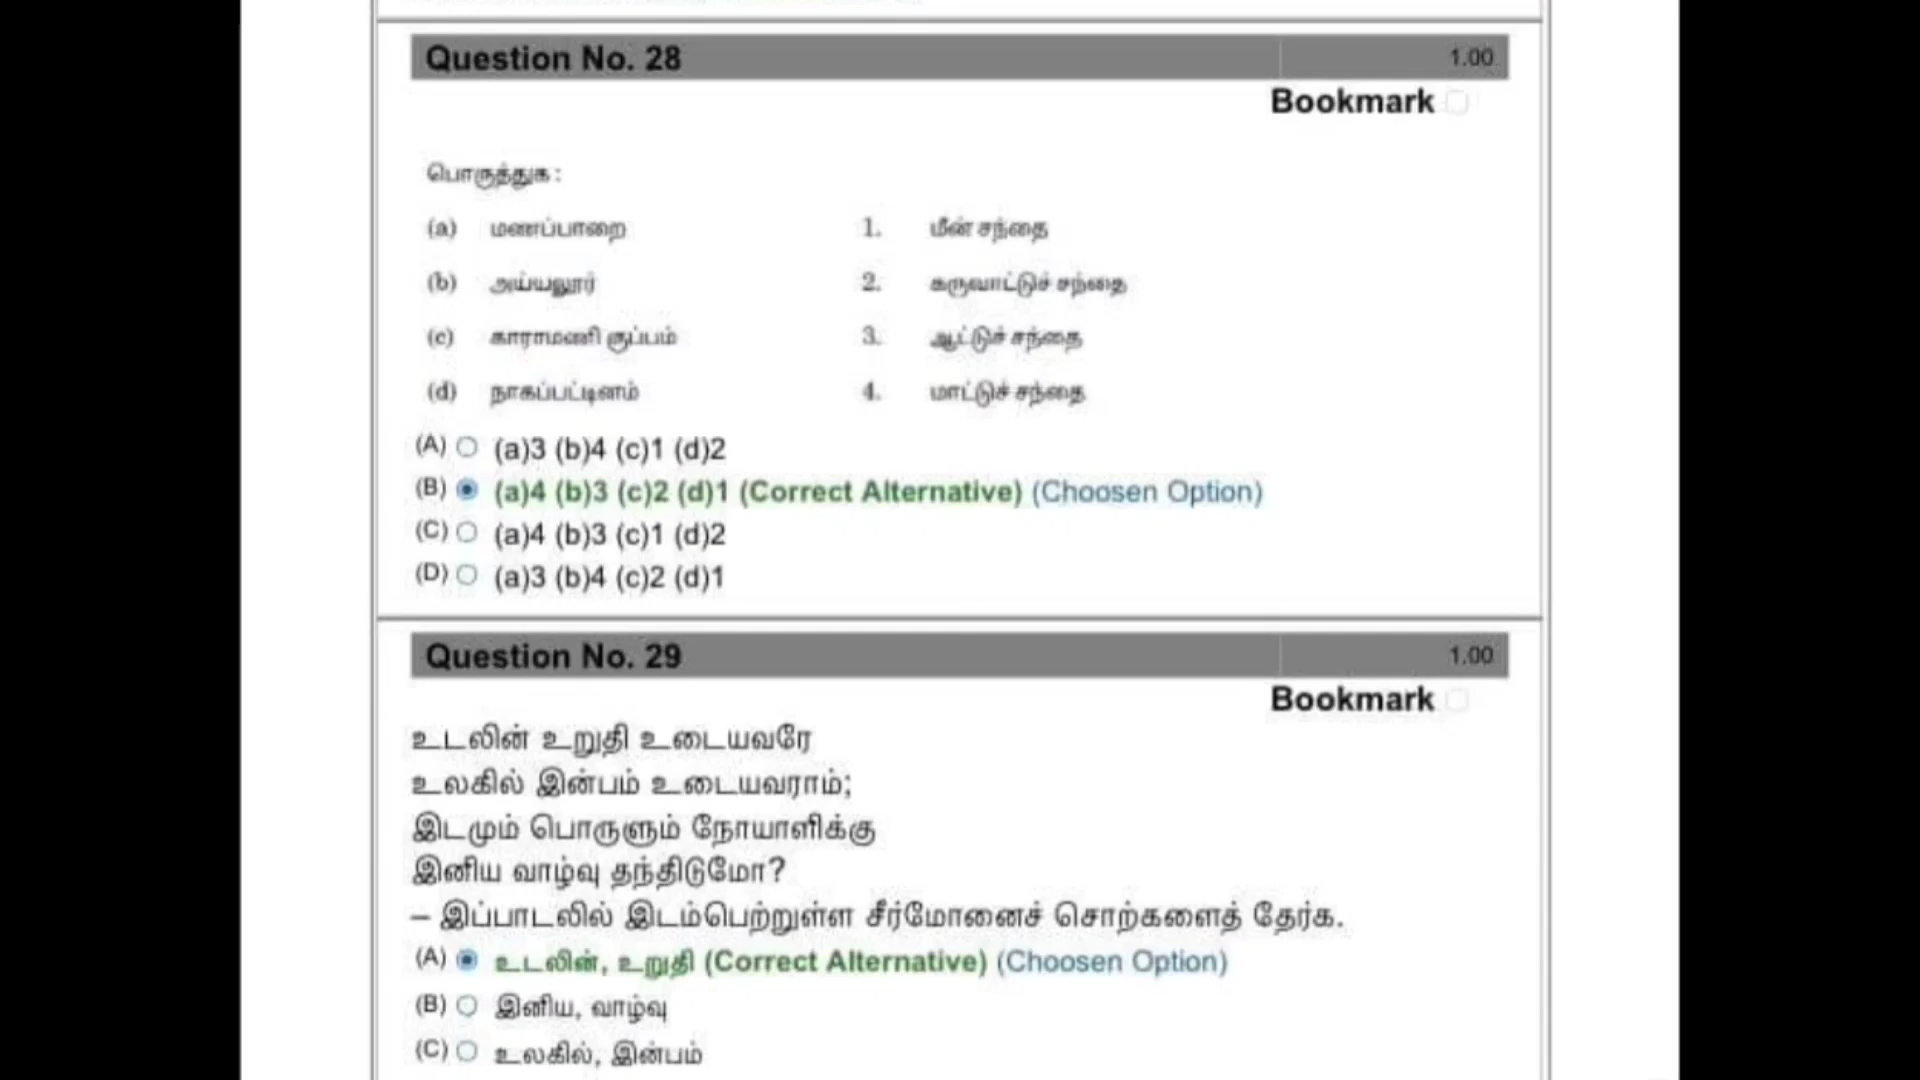 Question No. 28 1.00
Bookmark
பொருத்துக :
(a) மணப்பாறை 1. மீன் சந்தை
(b) அய்யலூர் 2. கருவாட்டுச் சந்தை
(c) காராமணி குப்பம் 3. ஆட்டுச் சந்தை
(d) நாகப்பட்டினம் 4. மாட்டுச் சந்தை
(A) (a)3 (b)4 (c)1 (d)2
(B) (a)4 (b)3 (c)2 (d)1 (Correct Alternative) (Choosen Option)
(C) (a)4 (b)3 (c)1 (d)2
(D) (a)3 (b)4 (c)2 (d)1
Question No. 29 1.00
Bookmark
உடலின் உறுதி உடையவரே
உலகில் இன்பம் உடையவராம்;
இடமும் பொருளும் நோயாளிக்கு
இனிய வாழ்வு தந்திடுமோ?
– இப்பாடலில் இடம்பெற்றுள்ள சீர்மோனைச் சொற்களைத் தேர்க.
(A) உடலின், உறுதி (Correct Alternative) (Choosen Option)
(B) இனிய, வாழ்வு
(C) உலகில், இன்பம்